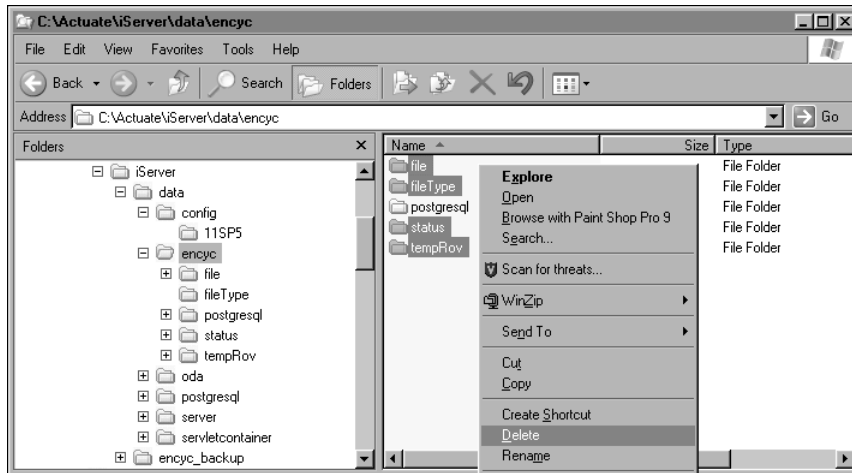 C:\Actuate\iServer\data\encyc
File Edit View Favorites Tools Help
Back Search Folders
Address C:\Actuate\iServer\data\encyc Go
Folders
iServer
data
config
11SP5
encyc
file
fileType
postgresql
status
tempRov
oda
postgresql
server
servletcontainer
encyc_backup
Name Size Type
file File Folder
fileType File Folder
postgresql File Folder
status File Folder
tempRov File Folder
Explore
Open
Browse with Paint Shop Pro 9
Search...
Scan for threats...
WinZip
Send To
Cut
Copy
Create Shortcut
Delete
Rename